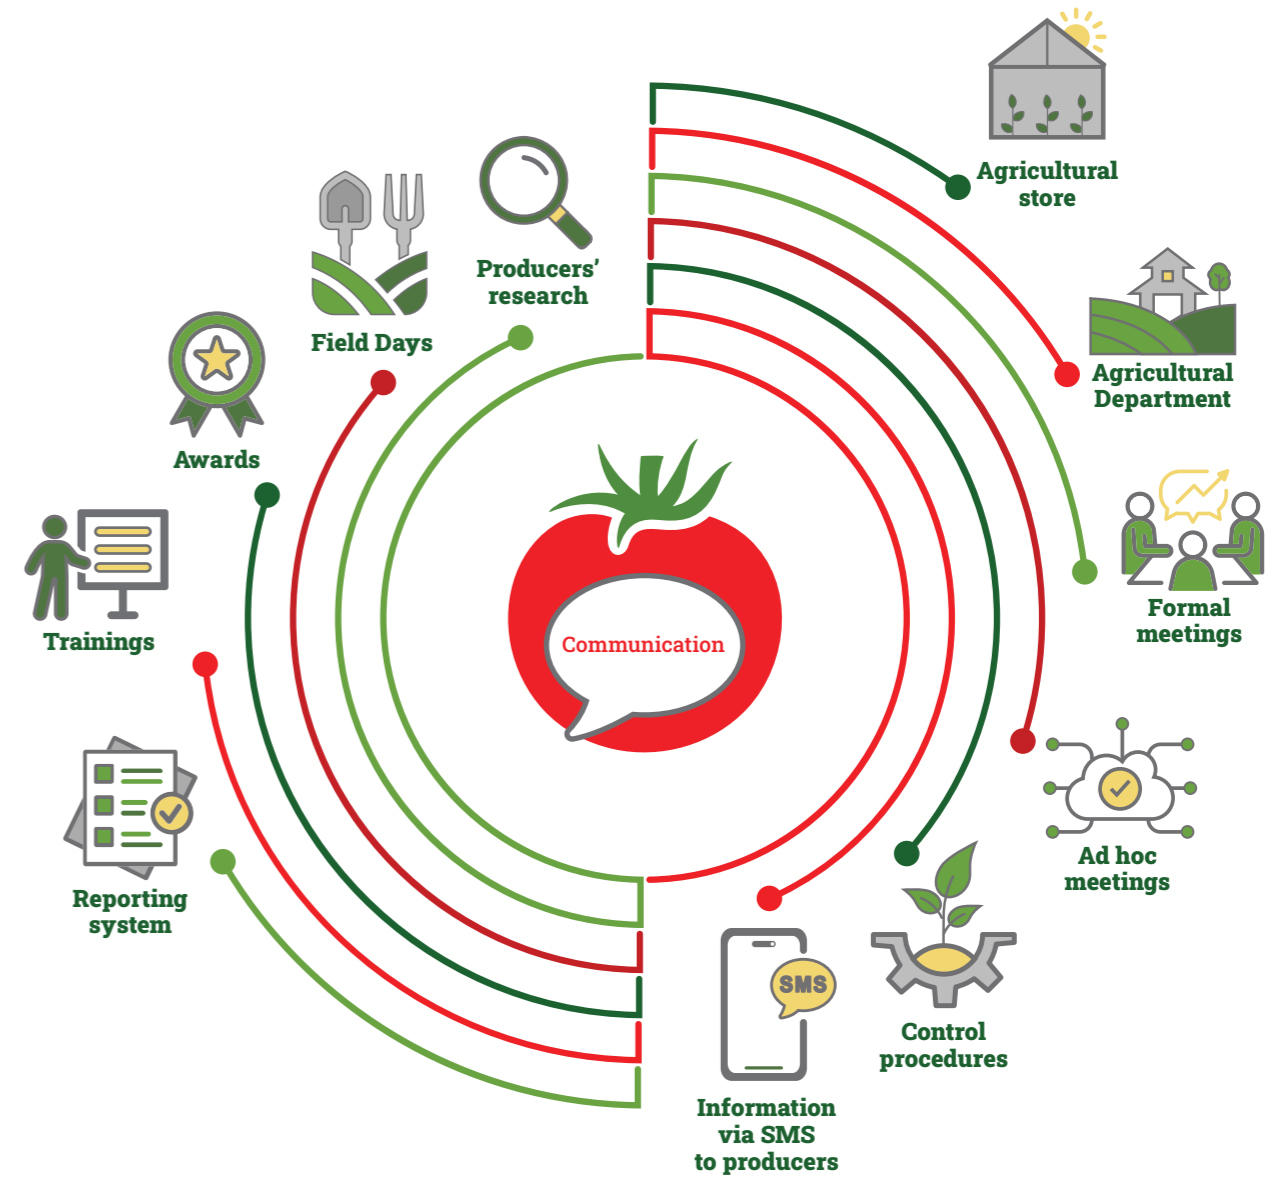 Agricultural
store
Agricultural
Department
Formal
meetings
Ad hoc
meetings
Control
procedures
SMS
Information
via SMS
to producers
Reporting
system
Trainings
Awards
Field Days
Producers’
research
Communication